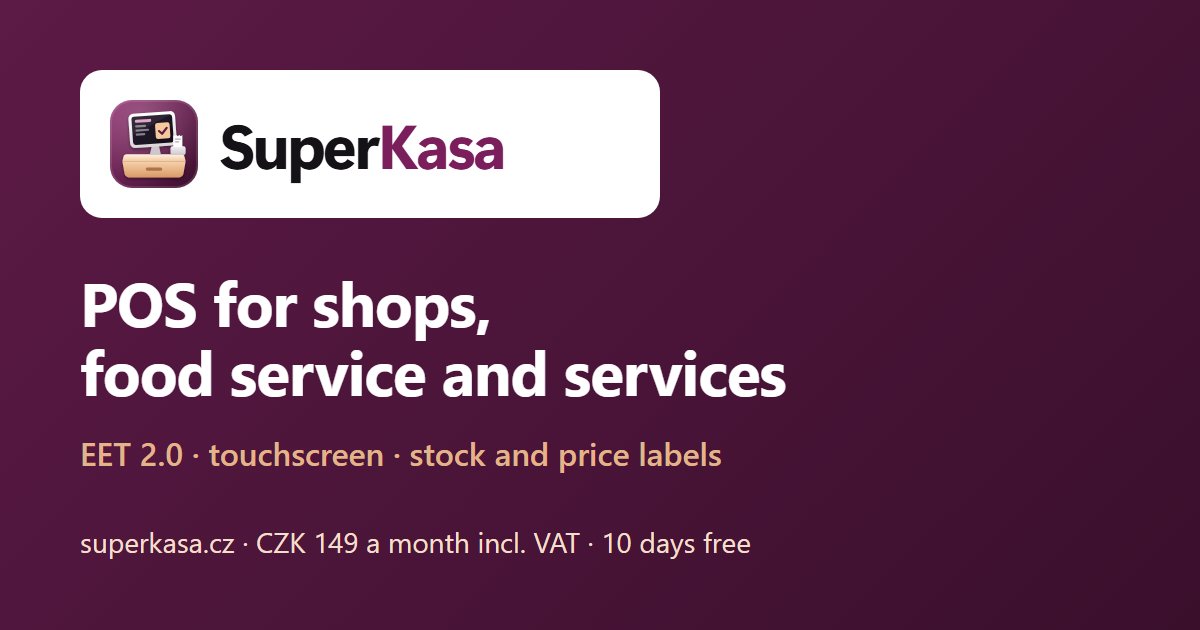 SuperKasa
POS for shops,
food service and services
EET 2.0 · touchscreen · stock and price labels
superkasa.cz · CZK 149 a month incl. VAT · 10 days free